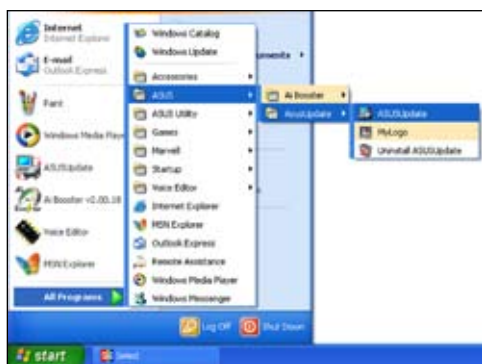 Internet
Internet Explorer
E-mail
Outlook Express
Paint
Windows Media Player
ASUSUpdate
Ai Booster v2.00.18
Voice Editor
MSN Explorer
All Programs
Windows Catalog
Windows Update
Accessories
ASUS
ASUS Utility
Games
Marvell
Startup
Voice Editor
Internet Explorer
MSN Explorer
Outlook Express
Remote Assistance
Windows Media Player
Windows Messenger
Ai Booster
AsusUpdate
ASUSUpdate
MyLogo
Uninstall ASUSUpdate
Log Off
Shut Down
start